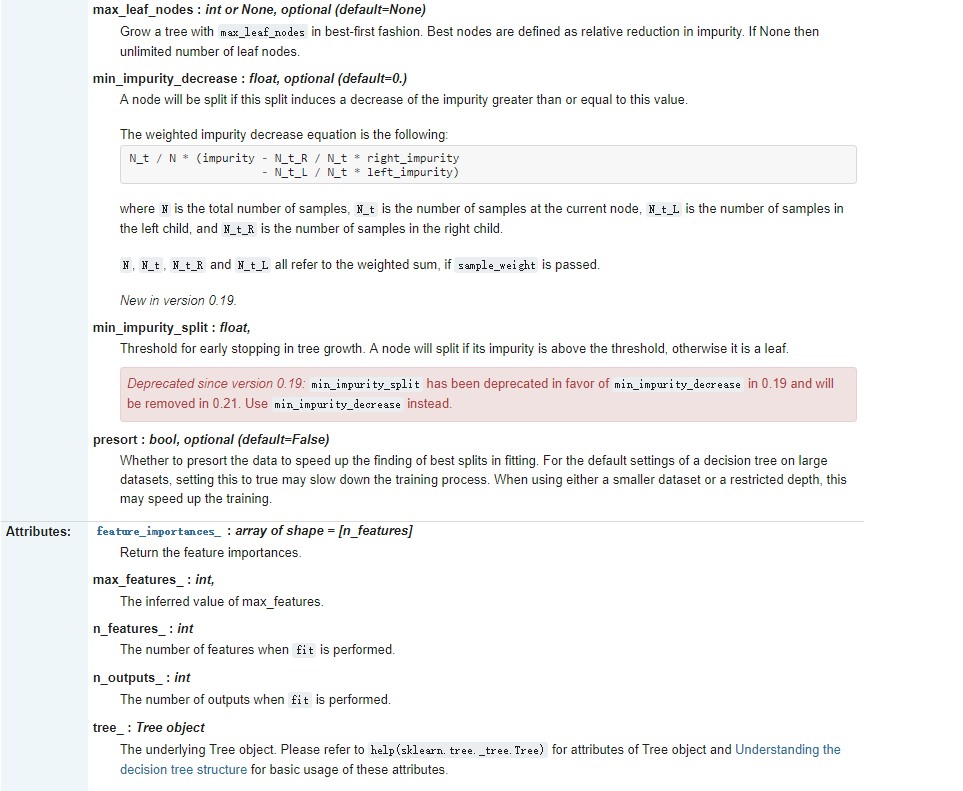 max_leaf_nodes : int or None, optional (default=None)
Grow a tree with max_leaf_nodes in best-first fashion. Best nodes are defined as relative reduction in impurity. If None then
unlimited number of leaf nodes.
min_impurity_decrease : float, optional (default=0.)
A node will be split if this split induces a decrease of the impurity greater than or equal to this value.
The weighted impurity decrease equation is the following:
N_t / N * (impurity - N_t_R / N_t * right_impurity
- N_t_L / N_t * left_impurity)
where N is the total number of samples, N_t is the number of samples at the current node, N_t_L is the number of samples in
the left child, and N_t_R is the number of samples in the right child.
N, N_t, N_t_R and N_t_L all refer to the weighted sum, if sample_weight is passed.
New in version 0.19.
min_impurity_split : float,
Threshold for early stopping in tree growth. A node will split if its impurity is above the threshold, otherwise it is a leaf.
Deprecated since version 0.19: min_impurity_split has been deprecated in favor of min_impurity_decrease in 0.19 and will
be removed in 0.21. Use min_impurity_decrease instead.
presort : bool, optional (default=False)
Whether to presort the data to speed up the finding of best splits in fitting. For the default settings of a decision tree on large
datasets, setting this to true may slow down the training process. When using either a smaller dataset or a restricted depth, this
may speed up the training.
Attributes: feature_importances_ : array of shape = [n_features]
Return the feature importances.
max_features_ : int,
The inferred value of max_features.
n_features_ : int
The number of features when fit is performed.
n_outputs_ : int
The number of outputs when fit is performed.
tree_ : Tree object
The underlying Tree object. Please refer to help(sklearn.tree._tree.Tree) for attributes of Tree object and Understanding the
decision tree structure for basic usage of these attributes.